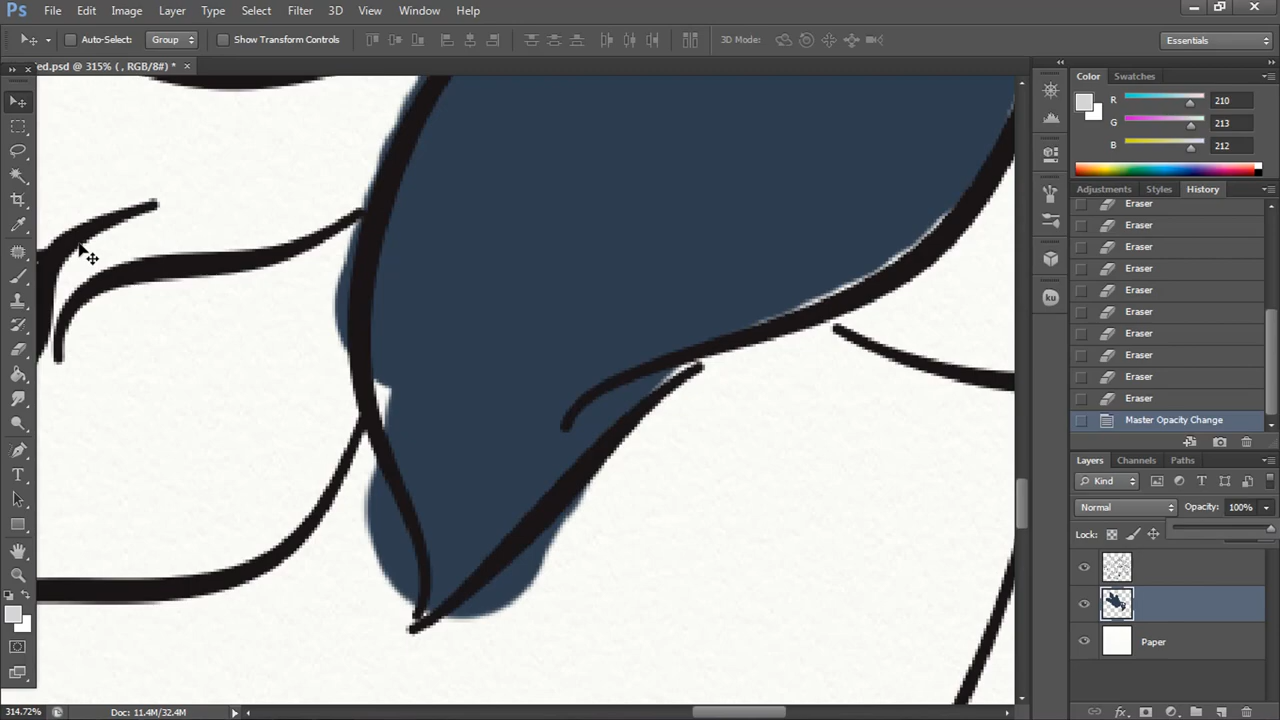 Ps File Edit Image Layer Type Select Filter 3D View Window Help
Auto-Select: Group Show Transform Controls 3D Mode: Essentials
ed.psd @ 315% ( , RGB/8#) * ×
Color Swatches
R 210
G 213
B 212
Adjustments Styles History
Eraser
Eraser
Eraser
Eraser
Eraser
Eraser
Eraser
Eraser
Eraser
Eraser
Master Opacity Change
ku
Layers Channels Paths
Kind
Normal Opacity: 100%
Lock:
Paper
314.72% Doc: 11.4M/32.4M